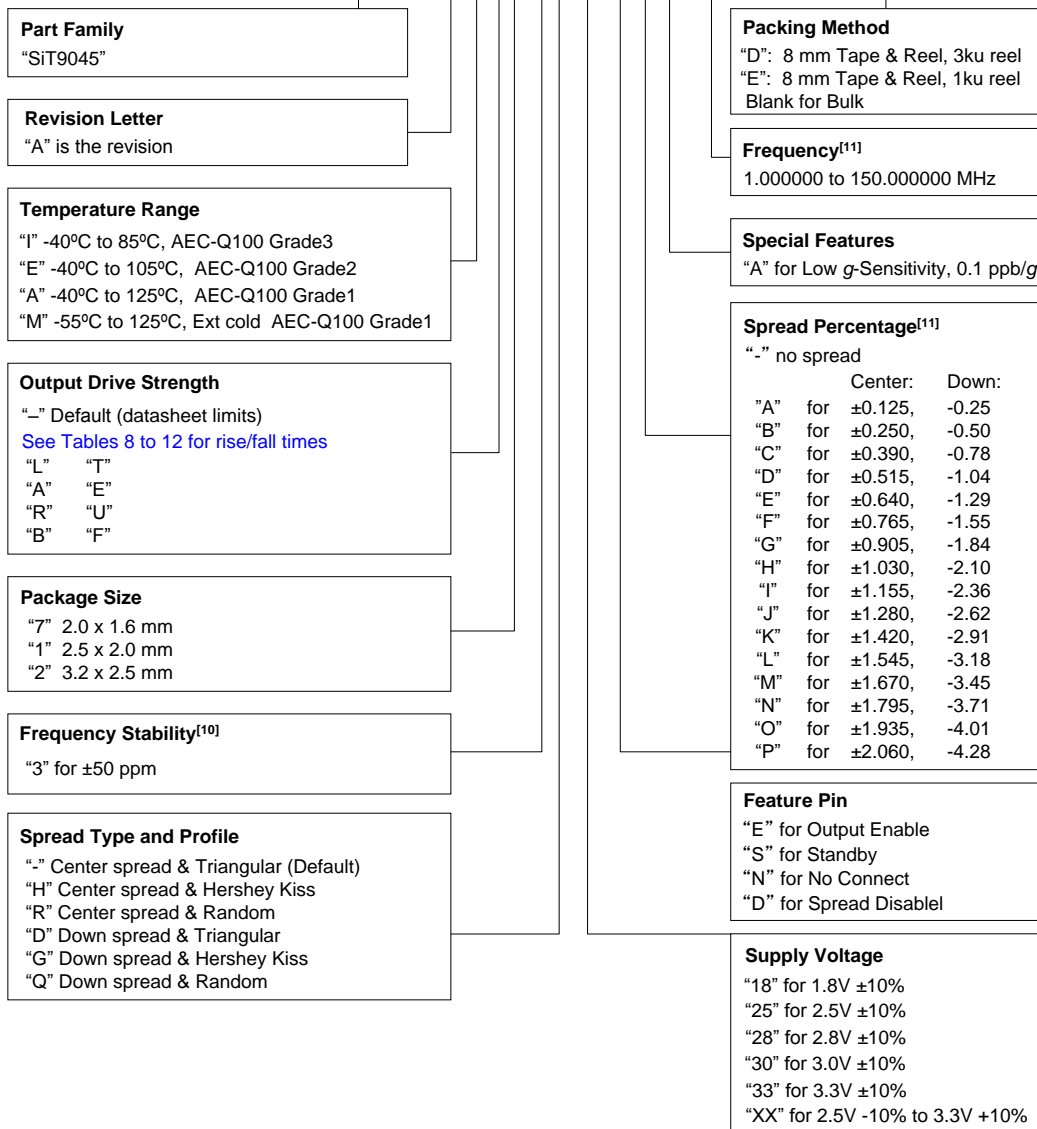 Part Family
“SiT9045”
Revision Letter
“A” is the revision
Temperature Range
“I” -40ºC to 85ºC, AEC-Q100 Grade3
“E” -40ºC to 105ºC, AEC-Q100 Grade2
“A” -40ºC to 125ºC, AEC-Q100 Grade1
“M” -55ºC to 125ºC, Ext cold AEC-Q100 Grade1
Output Drive Strength
“–” Default (datasheet limits)
See Tables 8 to 12 for rise/fall times
“L” “T”
“A” “E”
“R” “U”
“B” “F”
Package Size
“7” 2.0 x 1.6 mm
“1” 2.5 x 2.0 mm
“2” 3.2 x 2.5 mm
Frequency Stability[10]
“3” for ±50 ppm
Spread Type and Profile
“-” Center spread & Triangular (Default)
“H” Center spread & Hershey Kiss
“R” Center spread & Random
“D” Down spread & Triangular
“G” Down spread & Hershey Kiss
“Q” Down spread & Random
Packing Method
“D”: 8 mm Tape & Reel, 3ku reel
“E”: 8 mm Tape & Reel, 1ku reel
Blank for Bulk
Frequency[11]
1.000000 to 150.000000 MHz
Special Features
“A” for Low g-Sensitivity, 0.1 ppb/g
Spread Percentage[11]
“-” no spread
Center: Down:
”A” for ±0.125, -0.25
“B” for ±0.250, -0.50
“C” for ±0.390, -0.78
“D” for ±0.515, -1.04
“E” for ±0.640, -1.29
“F” for ±0.765, -1.55
“G” for ±0.905, -1.84
“H” for ±1.030, -2.10
“I” for ±1.155, -2.36
“J” for ±1.280, -2.62
“K” for ±1.420, -2.91
“L” for ±1.545, -3.18
“M” for ±1.670, -3.45
“N” for ±1.795, -3.71
“O” for ±1.935, -4.01
“P” for ±2.060, -4.28
Feature Pin
“E” for Output Enable
“S” for Standby
“N” for No Connect
“D” for Spread Disablel
Supply Voltage
“18” for 1.8V ±10%
“25” for 2.5V ±10%
“28” for 2.8V ±10%
“30” for 3.0V ±10%
“33” for 3.3V ±10%
“XX” for 2.5V -10% to 3.3V +10%